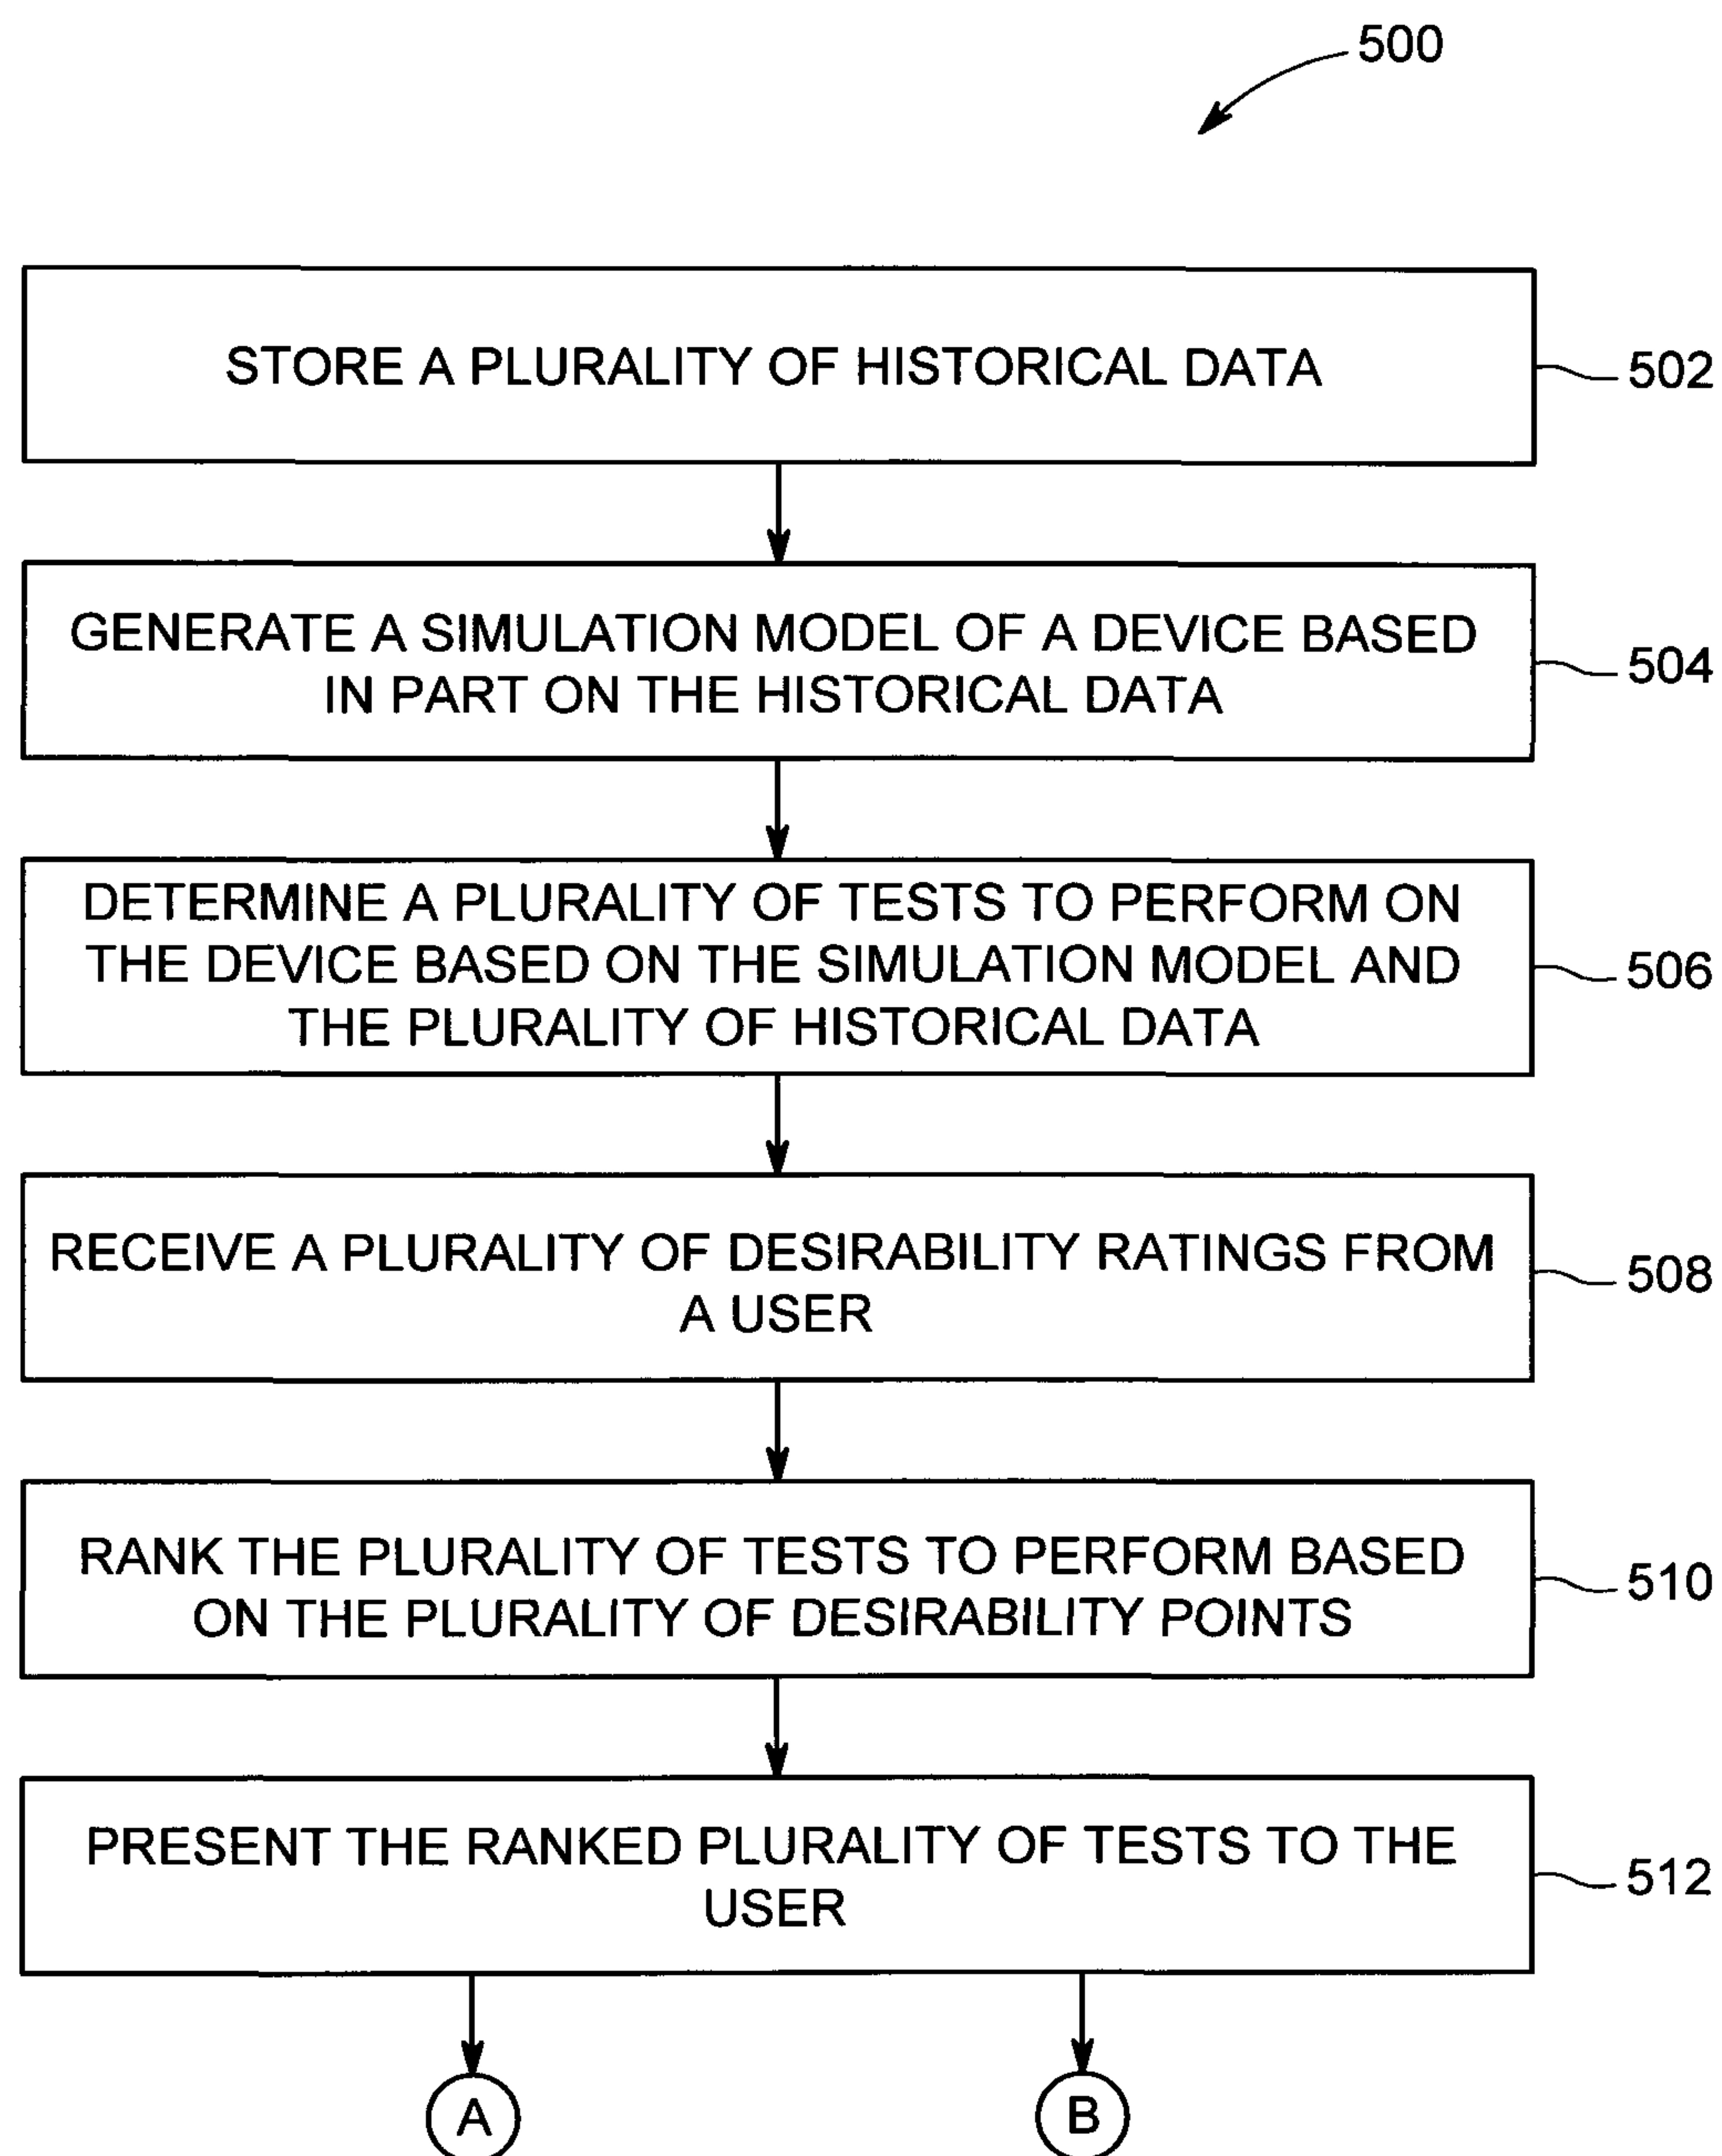 500
STORE A PLURALITY OF HISTORICAL DATA
502
GENERATE A SIMULATION MODEL OF A DEVICE BASED
IN PART ON THE HISTORICAL DATA
504
DETERMINE A PLURALITY OF TESTS TO PERFORM ON
THE DEVICE BASED ON THE SIMULATION MODEL AND
THE PLURALITY OF HISTORICAL DATA
506
RECEIVE A PLURALITY OF DESIRABILITY RATINGS FROM
A USER
508
RANK THE PLURALITY OF TESTS TO PERFORM BASED
ON THE PLURALITY OF DESIRABILITY POINTS
510
PRESENT THE RANKED PLURALITY OF TESTS TO THE
USER
512
A
B